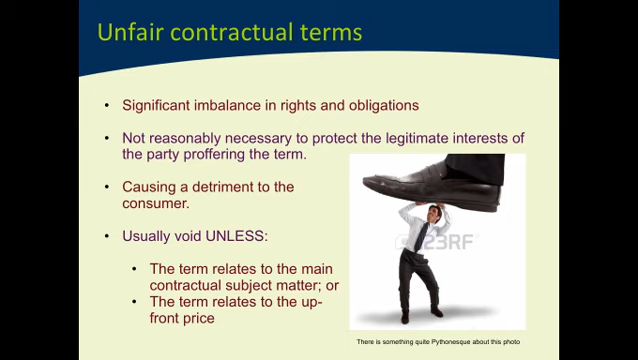 Unfair contractual terms
• Significant imbalance in rights and obligations
• Not reasonably necessary to protect the legitimate interests of
the party proffering the term.
• Causing a detriment to the
consumer.
• Usually void UNLESS:
• The term relates to the main
contractual subject matter; or
• The term relates to the up-
front price
123RF
There is something quite Pythonesque about this photo